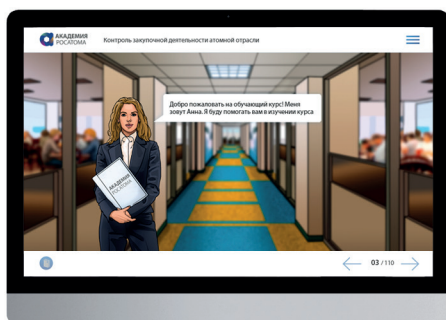 АКАДЕМИЯ
РОСАТОМА
Контроль закупочной деятельности атомной отрасли
Добро пожаловать на обучающий курс! Меня
зовут Анна. Я буду помогать вам в изучении курса
АКАДЕМИЯ
РОСАТОМА
03 / 110